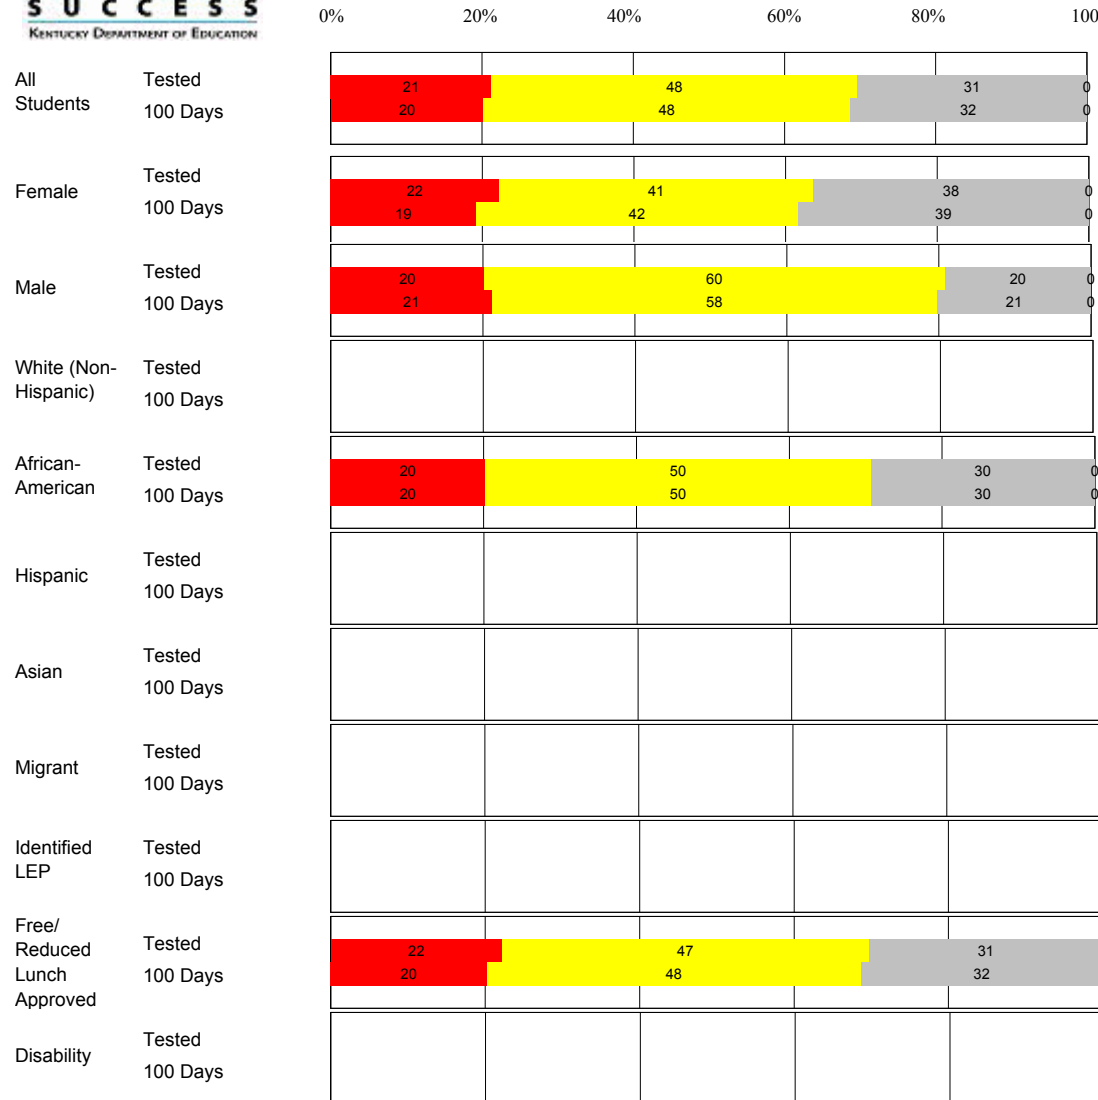 SUCCESS
KENTUCKY DEPARTMENT OF EDUCATION
0% 20% 40% 60% 80% 100
All Students
Tested 21 48 31 0
100 Days 20 48 32 0
Female
Tested 22 41 38 0
100 Days 19 42 39 0
Male
Tested 20 60 20 0
100 Days 21 58 21 0
White (Non-
Hispanic)
Tested
100 Days
African-
American
Tested 20 50 30 0
100 Days 20 50 30 0
Hispanic
Tested
100 Days
Asian
Tested
100 Days
Migrant
Tested
100 Days
Identified
LEP
Tested
100 Days
Free/
Reduced
Lunch
Approved
Tested 22 47 31
100 Days 20 48 32
Disability
Tested
100 Days